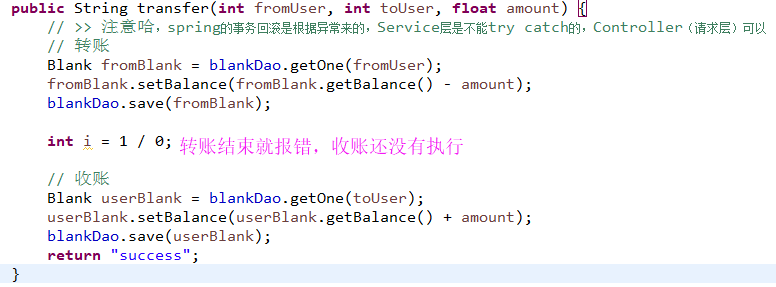 public String transfer(int fromUser, int toUser, float amount) {
// >> 注意哈，spring的事务回滚是根据异常来的，Service层是不能try catch的，Controller（请求层）可以
// 转账
Blank fromBlank = blankDao.getOne(fromUser);
fromBlank.setBalance(fromBlank.getBalance() - amount);
blankDao.save(fromBlank);
int i = 1 / 0; 转账结束就报错，收账还没有执行
// 收账
Blank userBlank = blankDao.getOne(toUser);
userBlank.setBalance(userBlank.getBalance() + amount);
blankDao.save(userBlank);
return "success";
}